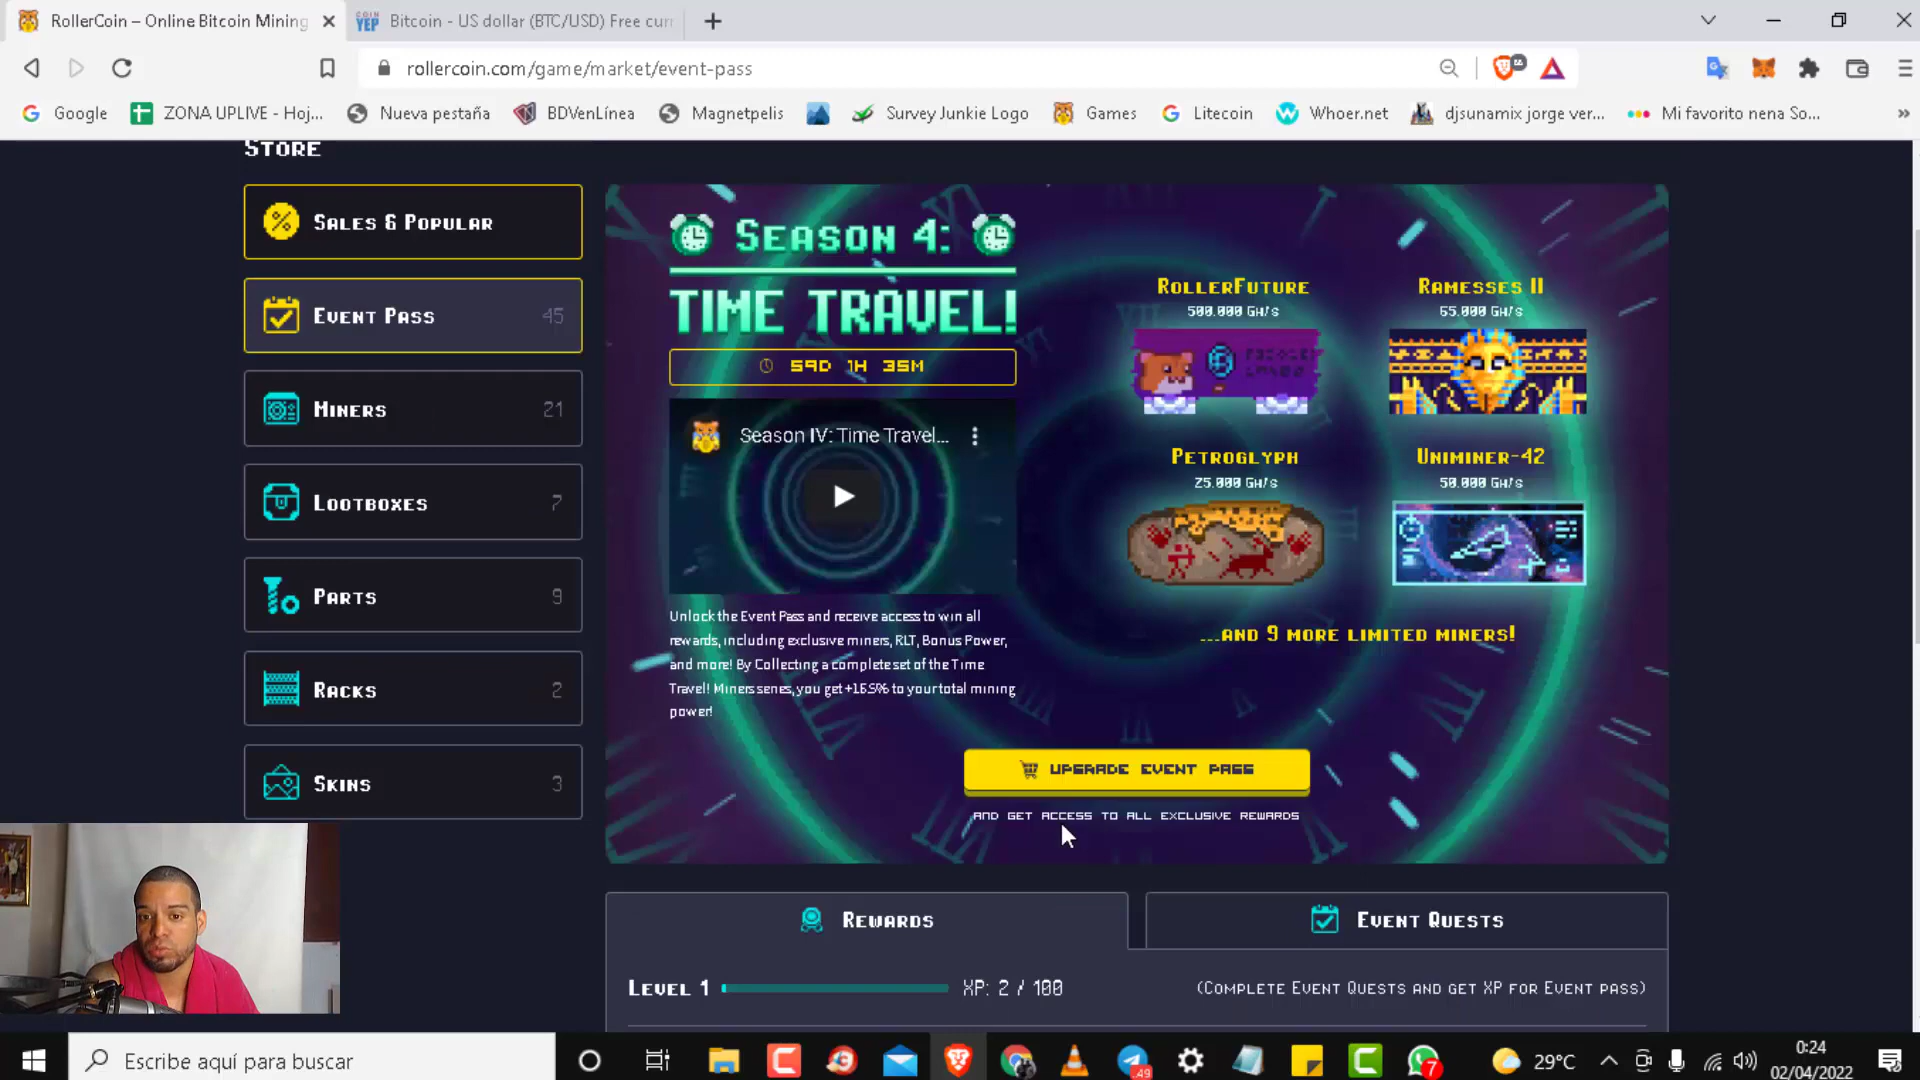 RollerCoin – Online Bitcoin Mining
Bitcoin - US dollar (BTC/USD) Free cur
rollercoin.com/game/market/event-pass
Google
ZONA UPLIVE - Hoj...
Nueva pestaña
BDVenLínea
Magnetpelis
Survey Junkie Logo
Games
Litecoin
Whoer.net
djsunamix jorge ver...
Mi favorito nena So...
»
Store
Sales & Popular
Event Pass 45
Miners 21
Lootboxes 7
Parts 9
Racks 2
Skins 3
Season 4:
TIME TRAVEL!
59D 1H 35M
Season IV: Time Travel...
Unlock the Event Pass and receive access to win all
rewards, including exclusive miners, RLT, Bonus Power,
and more! By Collecting a complete set of the Time
Travel! Miners series, you get +16.5% to your total mining
power!
RollerFuture
500.000 Gh/s
Ramesses II
65.000 Gh/s
Petroglyph
25.000 Gh/s
Uniminer-42
50.000 Gh/s
...and 9 more limited miners!
UPGRADE EVENT PASS
AND GET ACCESS TO ALL EXCLUSIVE REWARDS
Rewards
Event Quests
Level 1 XP: 2 / 100 (Complete Event Quests and get XP for Event pass)
Escribe aquí para buscar
.49
7
29°C
0:24
02/04/2022